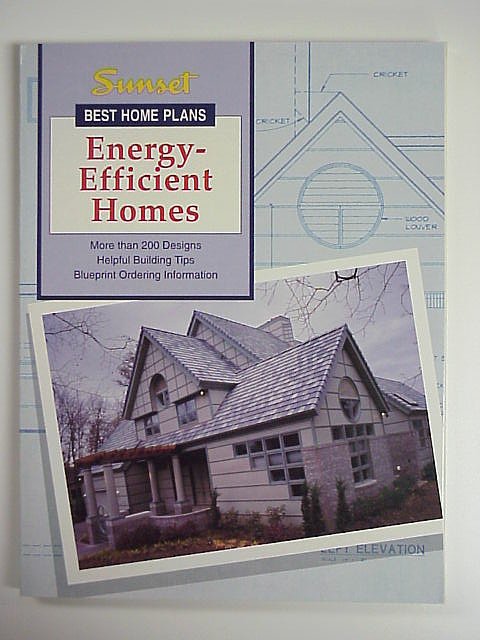 Sunset
BEST HOME PLANS
Energy-
Efficient
Homes
More than 200 Designs
Helpful Building Tips
Blueprint Ordering Information
CRICKET
CRICKET
WOOD
LOUVER
LEFT ELEVATION